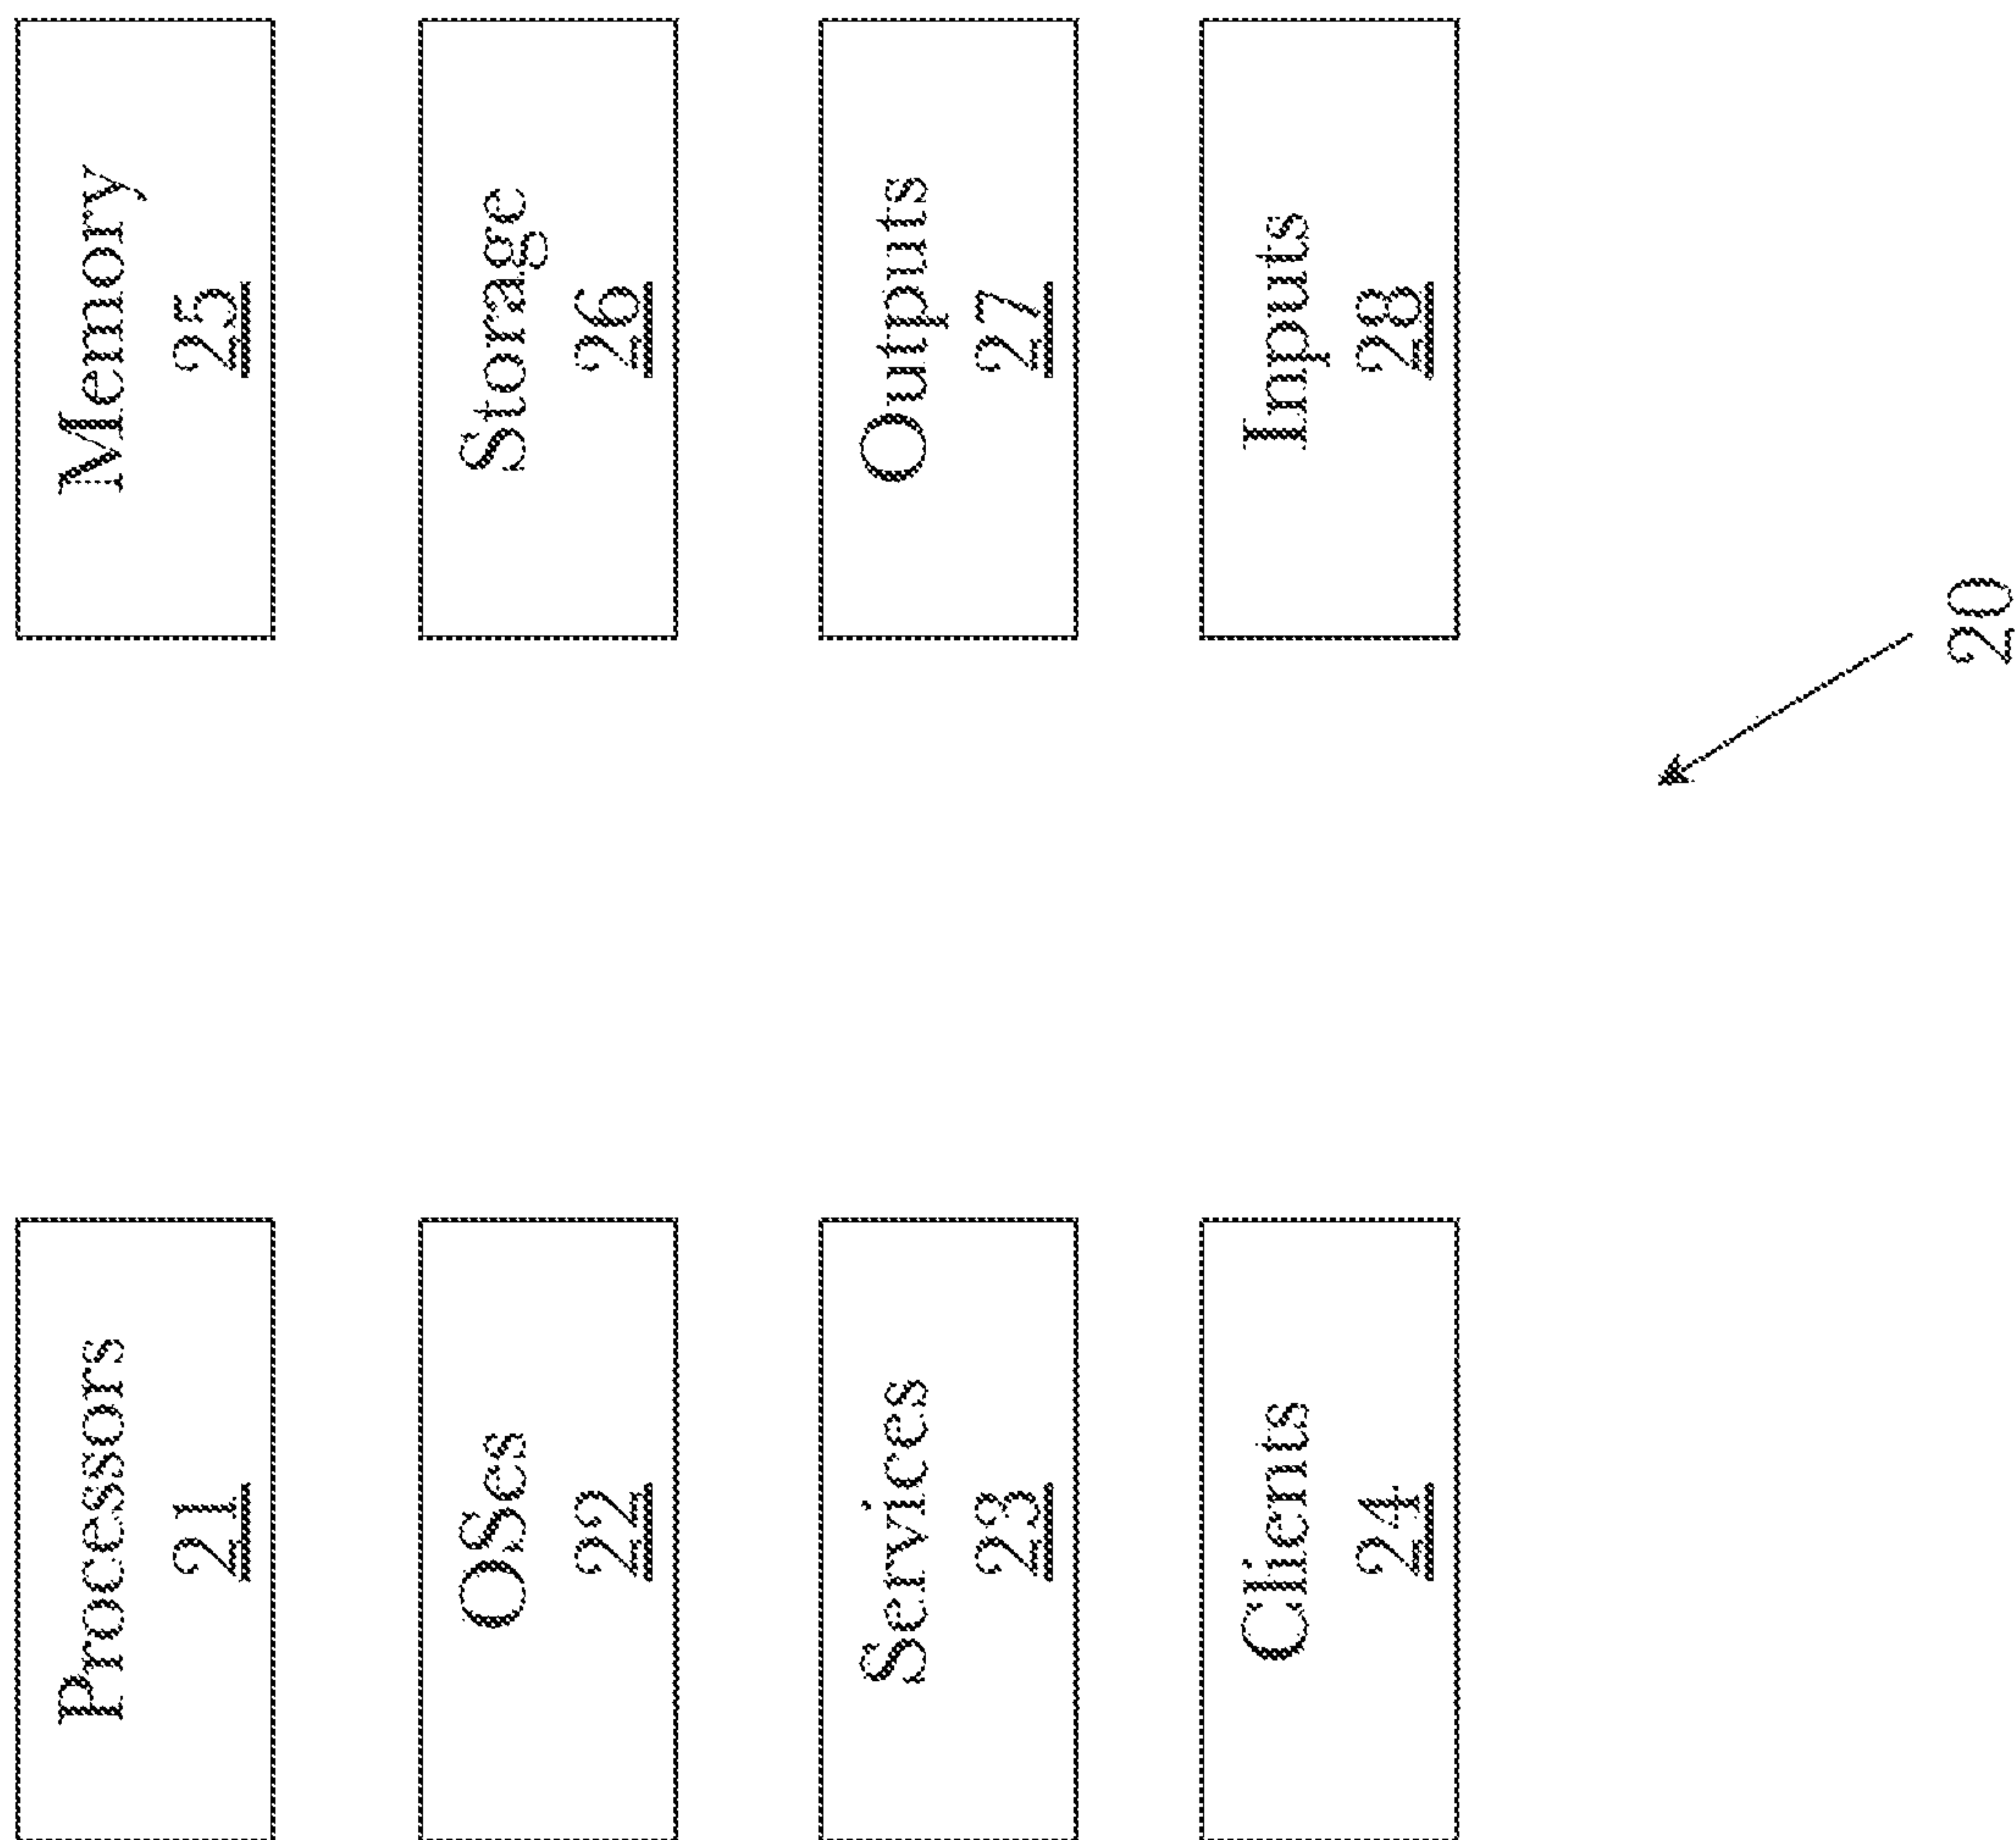 Processors
21
OSes
22
Services
23
Clients
24
Memory
25
Storage
26
Outputs
27
Inputs
28
20